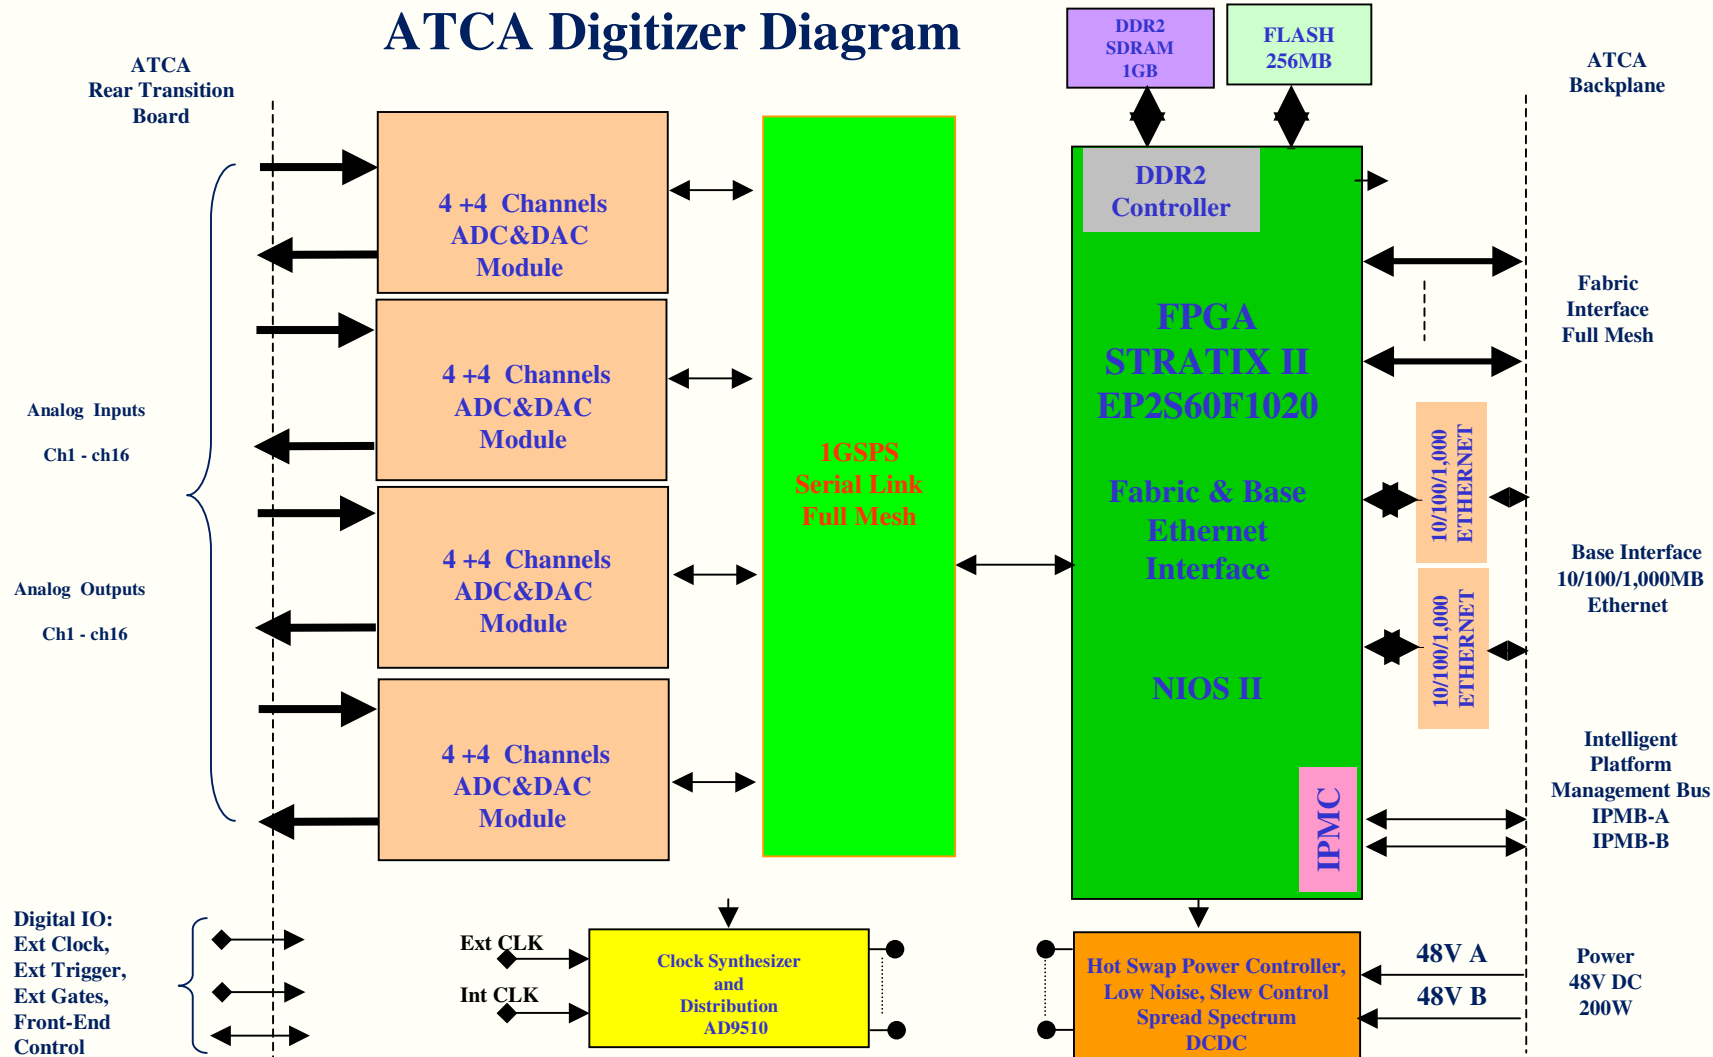 ATCA Digitizer Diagram
ATCA
Rear Transition
Board
DDR2
SDRAM
1GB
FLASH
256MB
ATCA
Backplane
4 +4 Channels
ADC&DAC
Module
4 +4 Channels
ADC&DAC
Module
4 +4 Channels
ADC&DAC
Module
4 +4 Channels
ADC&DAC
Module
Analog Inputs
Ch1 - ch16
Analog Outputs
Ch1 - ch16
1GSPS
Serial Link
Full Mesh
DDR2
Controller
FPGA
STRATIX II
EP2S60F1020
Fabric & Base
Ethernet
Interface
NIOS II
IPMC
10/100/1,000
ETHERNET
10/100/1,000
ETHERNET
Fabric
Interface
Full Mesh
Base Interface
10/100/1,000MB
Ethernet
Intelligent
Platform
Management Bus
IPMB-A
IPMB-B
Digital IO:
Ext Clock,
Ext Trigger,
Ext Gates,
Front-End
Control
Ext CLK
Int CLK
Clock Synthesizer
and
Distribution
AD9510
Hot Swap Power Controller,
Low Noise, Slew Control
Spread Spectrum
DCDC
48V A
48V B
Power
48V DC
200W